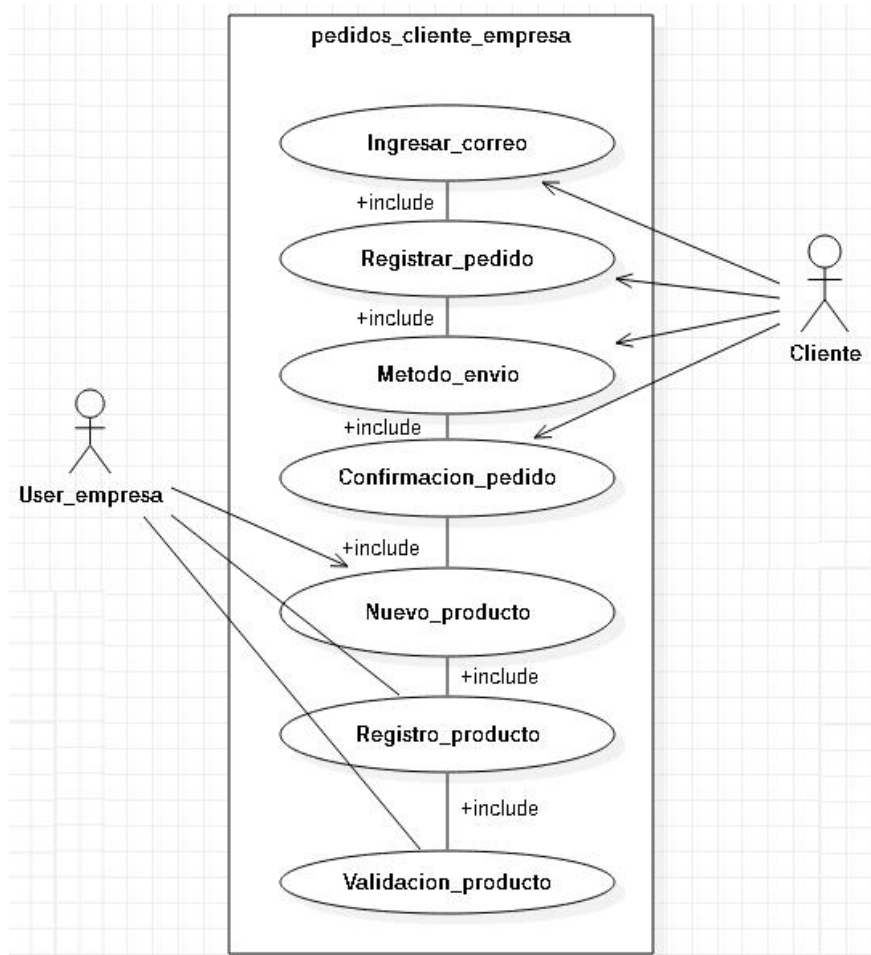 pedidos_cliente_empresa
Ingresar_correo
+include
Registrar_pedido
+include
Cliente
Metodo_envio
+include
Confirmacion_pedido
User_empresa
+include
Nuevo_producto
+include
Registro_producto
+include
Validacion_producto